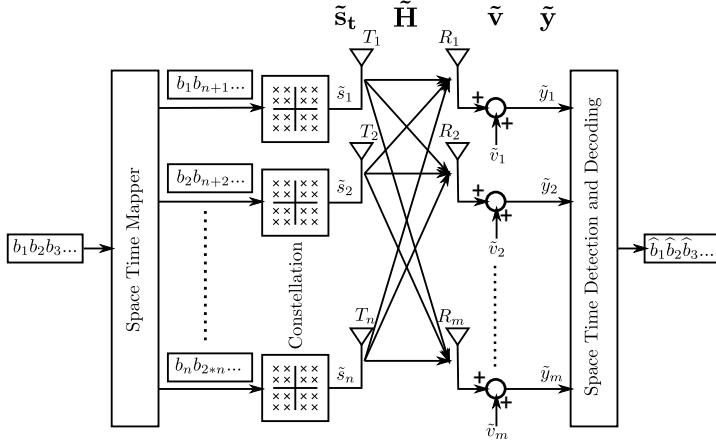 s̃ₜ H̃ ṽ ỹ
T₁ R₁
b₁bₙ₊₁... s̃₁ ỹ₁
+ +
ṽ₁
T₂ R₂
b₂bₙ₊₂... s̃₂ ỹ₂
+ +
ṽ₂
b₁b₂b₃...
Space Time Mapper
Constellation
Space Time Detection and Decoding
b̂₁b̂₂b̂₃...
Tₙ Rₘ
bₙb₂*ₙ... s̃ₙ ỹₘ
+ +
ṽₘ